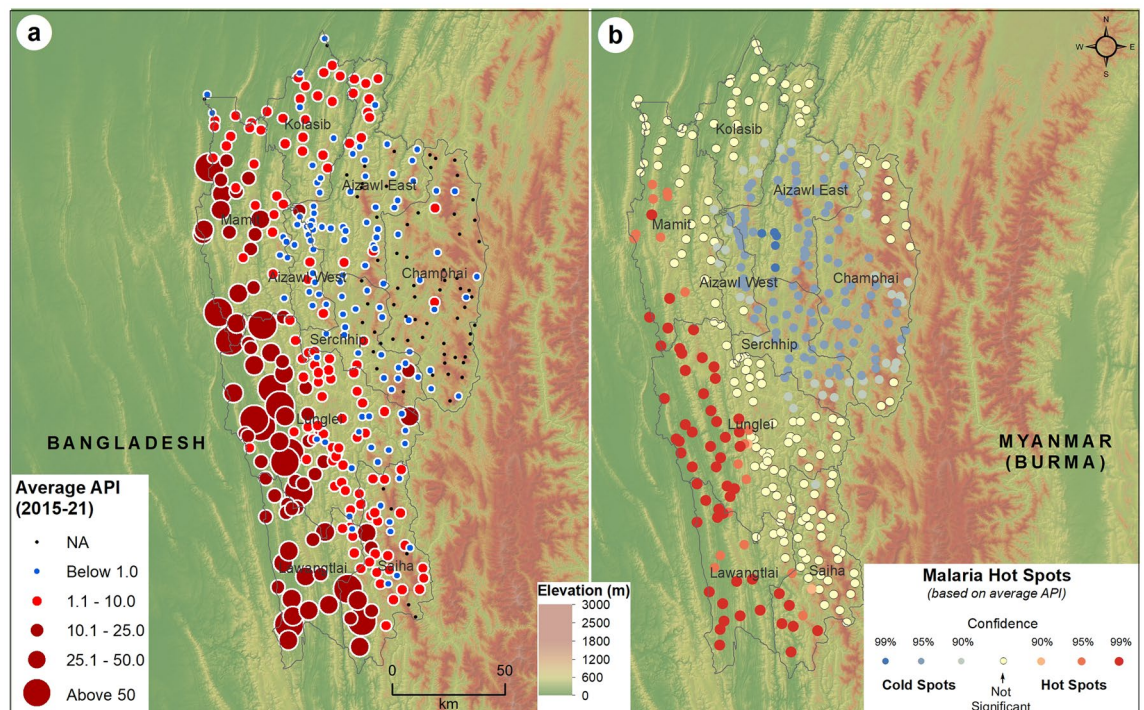 a
Kolasib
Aizawl East
Mamit
Champhai
Aizawl West
Serchhip
Lunglei
BANGLADESH
Lawangtlai
Saiha
Average API
(2015-21)
NA
Below 1.0
1.1 - 10.0
10.1 - 25.0
25.1 - 50.0
Above 50
0 50
km
Elevation (m)
3000
2500
1800
1200
600
0
b
N
W E
S
Kolasib
Aizawl East
Mamit
Aizawl West
Champhai
Serchhip
Lunglei
MYANMAR
(BURMA)
Lawangtlai
Saiha
Malaria Hot Spots
(based on average API)
Confidence
99% 95% 90% 90% 95% 99%
Cold Spots Hot Spots
Not
Significant